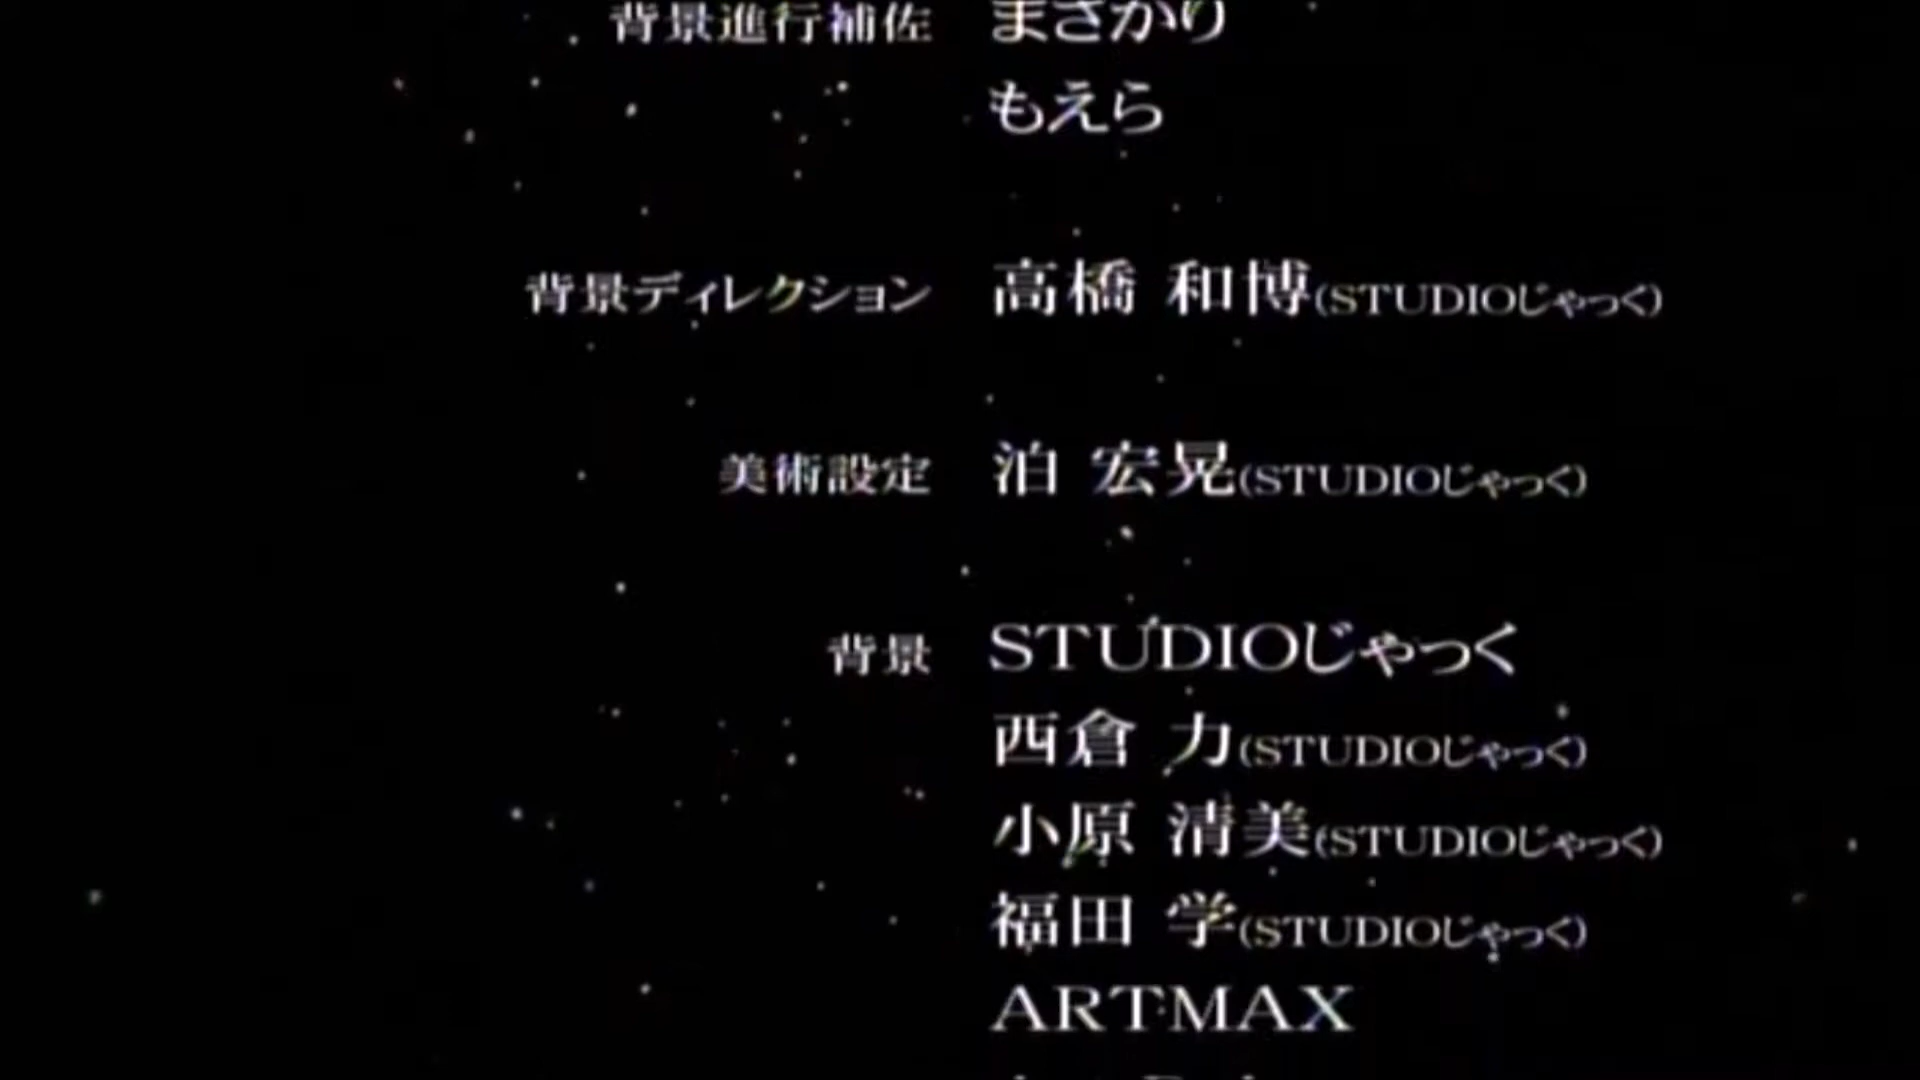 背景進行補佐 まさかり
もえら
背景ディレクション 高橋 和博(STUDIOじゃっく)
美術設定 泊 宏晃(STUDIOじゃっく)
背景 STUDIOじゃっく
西倉 力(STUDIOじゃっく)
小原 清美(STUDIOじゃっく)
福田 学(STUDIOじゃっく)
ARTMAX